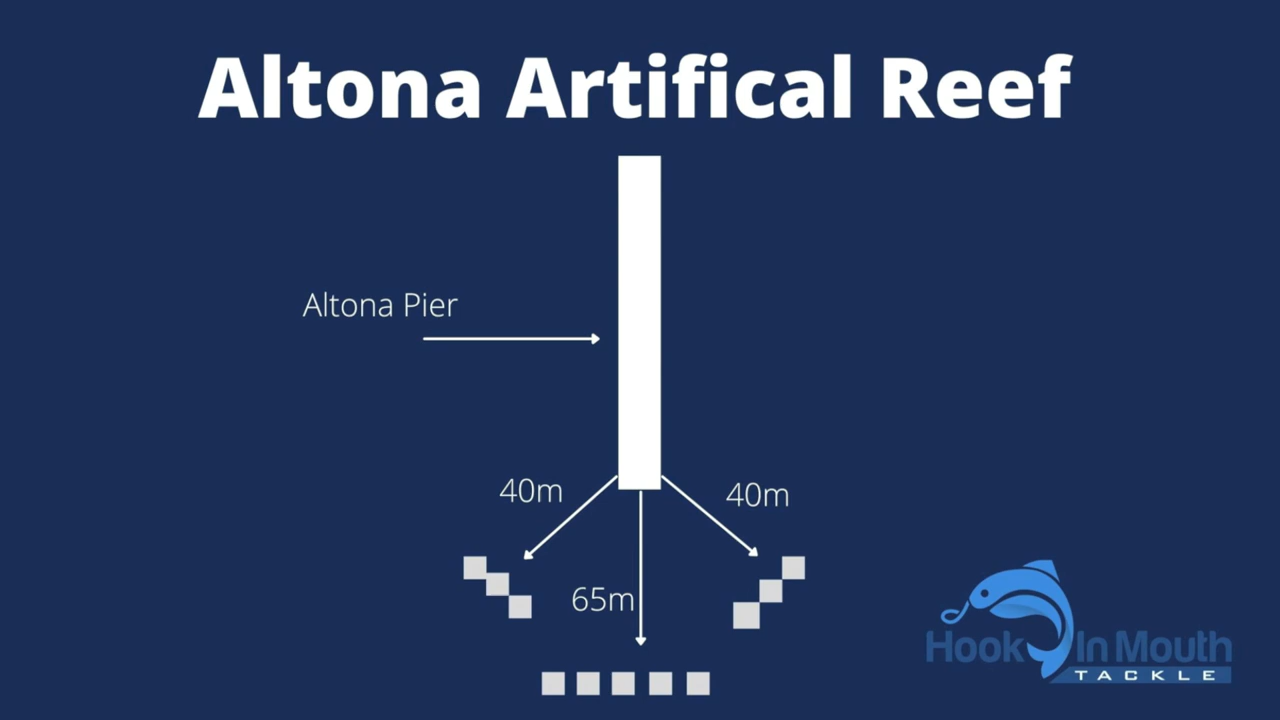 Altona Artifical Reef
Altona Pier
40m
40m
65m
Hook In Mouth
TACKLE